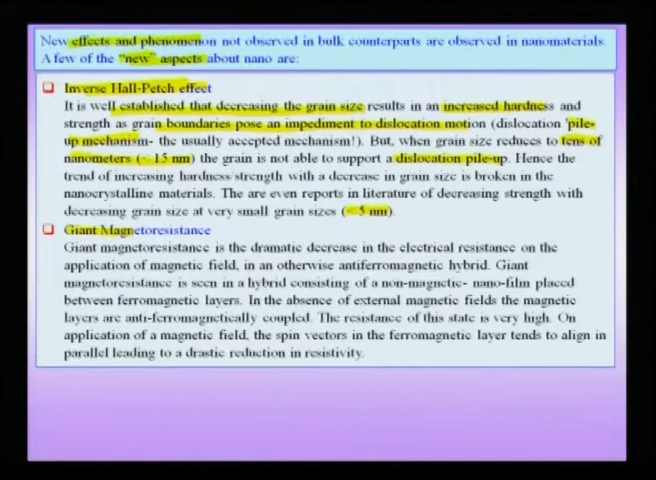 New effects and phenomenon not observed in bulk counterparts are observed in nanomaterials.
A few of the "new" aspects about nano are:
Inverse Hall-Petch effect
It is well established that decreasing the grain size results in an increased hardness and
strength as grain boundaries pose an impediment to dislocation motion (dislocation 'pile-
up mechanism- the usually accepted mechanism!). But, when grain size reduces to tens of
nanometers (< 15 nm) the grain is not able to support a dislocation pile-up. Hence the
trend of increasing hardness/strength with a decrease in grain size is broken in the
nanocrystalline materials. The are even reports in literature of decreasing strength with
decreasing grain size at very small grain sizes (< 5 nm).
Giant Magnetoresistance
Giant magnetoresistance is the dramatic decrease in the electrical resistance on the
application of magnetic field, in an otherwise antiferromagnetic hybrid. Giant
magnetoresistance is seen in a hybrid consisting of a non-magnetic- nano-film placed
between ferromagnetic layers. In the absence of external magnetic fields the magnetic
layers are anti-ferromagnetically coupled. The resistance of this state is very high. On
application of a magnetic field, the spin vectors in the ferromagnetic layer tends to align in
parallel leading to a drastic reduction in resistivity.